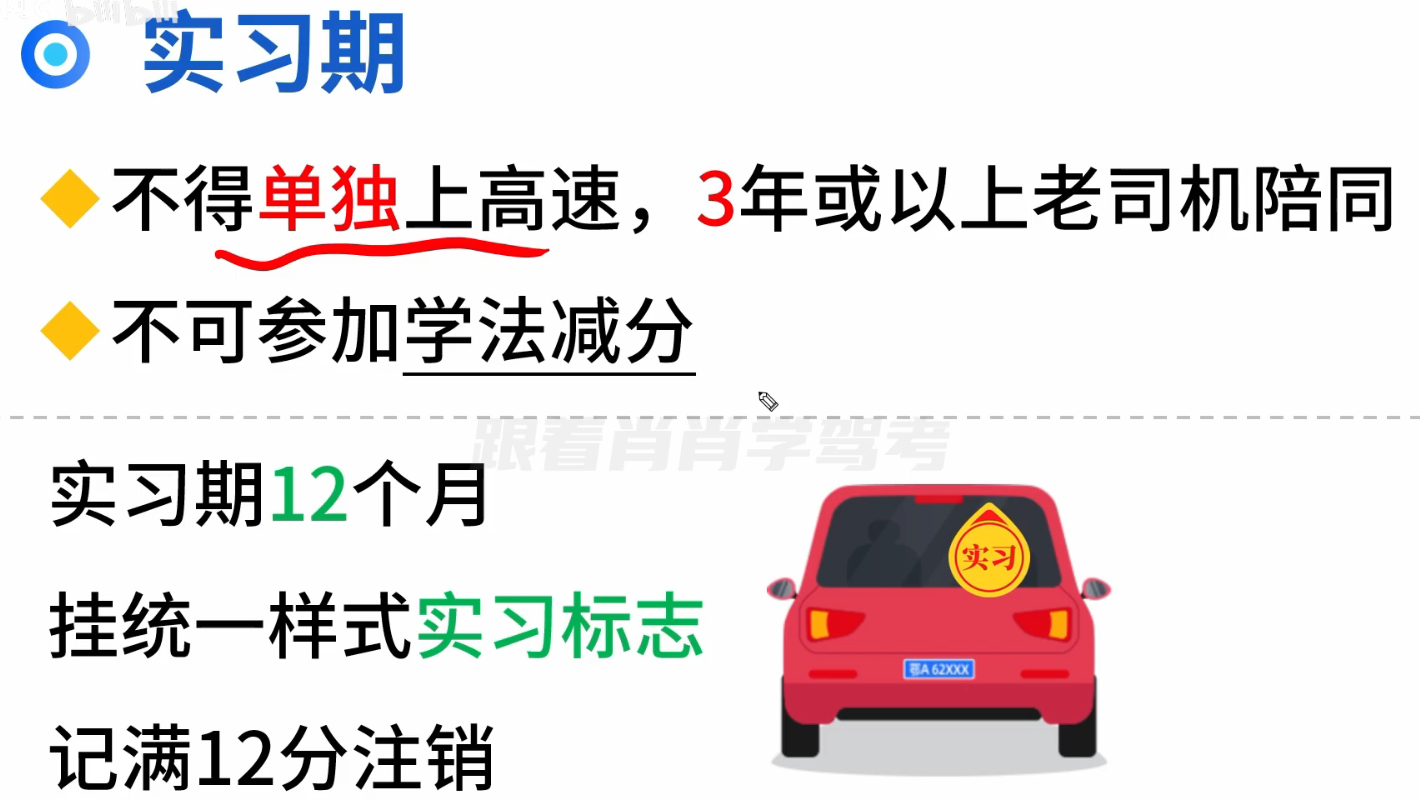 实习期
不得单独上高速，3年或以上老司机陪同
不可参加学法减分
跟着肖肖学驾考
实习期12个月
挂统一样式实习标志
记满12分注销
实习
鄂A 62XXX